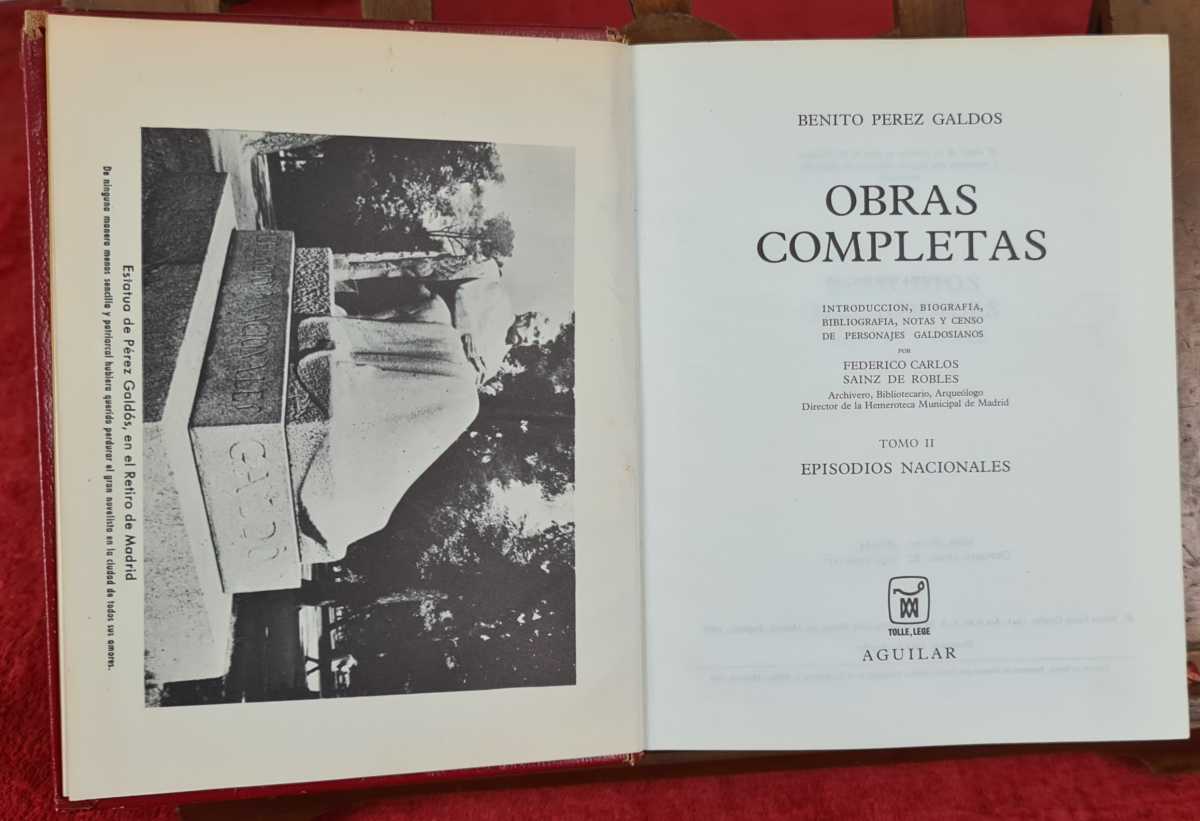 Estatua de Pérez Galdós, en el Retiro de Madrid
De ninguna manera menos sencilla y patriarcal hubiera querido perdurar el gran novelista en la ciudad de todos sus amores.
BENITO PEREZ GALDOS
OBRAS
COMPLETAS
INTRODUCCION, BIOGRAFIA,
BIBLIOGRAFIA, NOTAS Y CENSO
DE PERSONAJES GALDOSIANOS
POR
FEDERICO CARLOS
SAINZ DE ROBLES
Archivero, Bibliotecario, Arqueólogo
Director de la Hemeroteca Municipal de Madrid
TOMO II
EPISODIOS NACIONALES
TOLLE, LEGE
AGUILAR